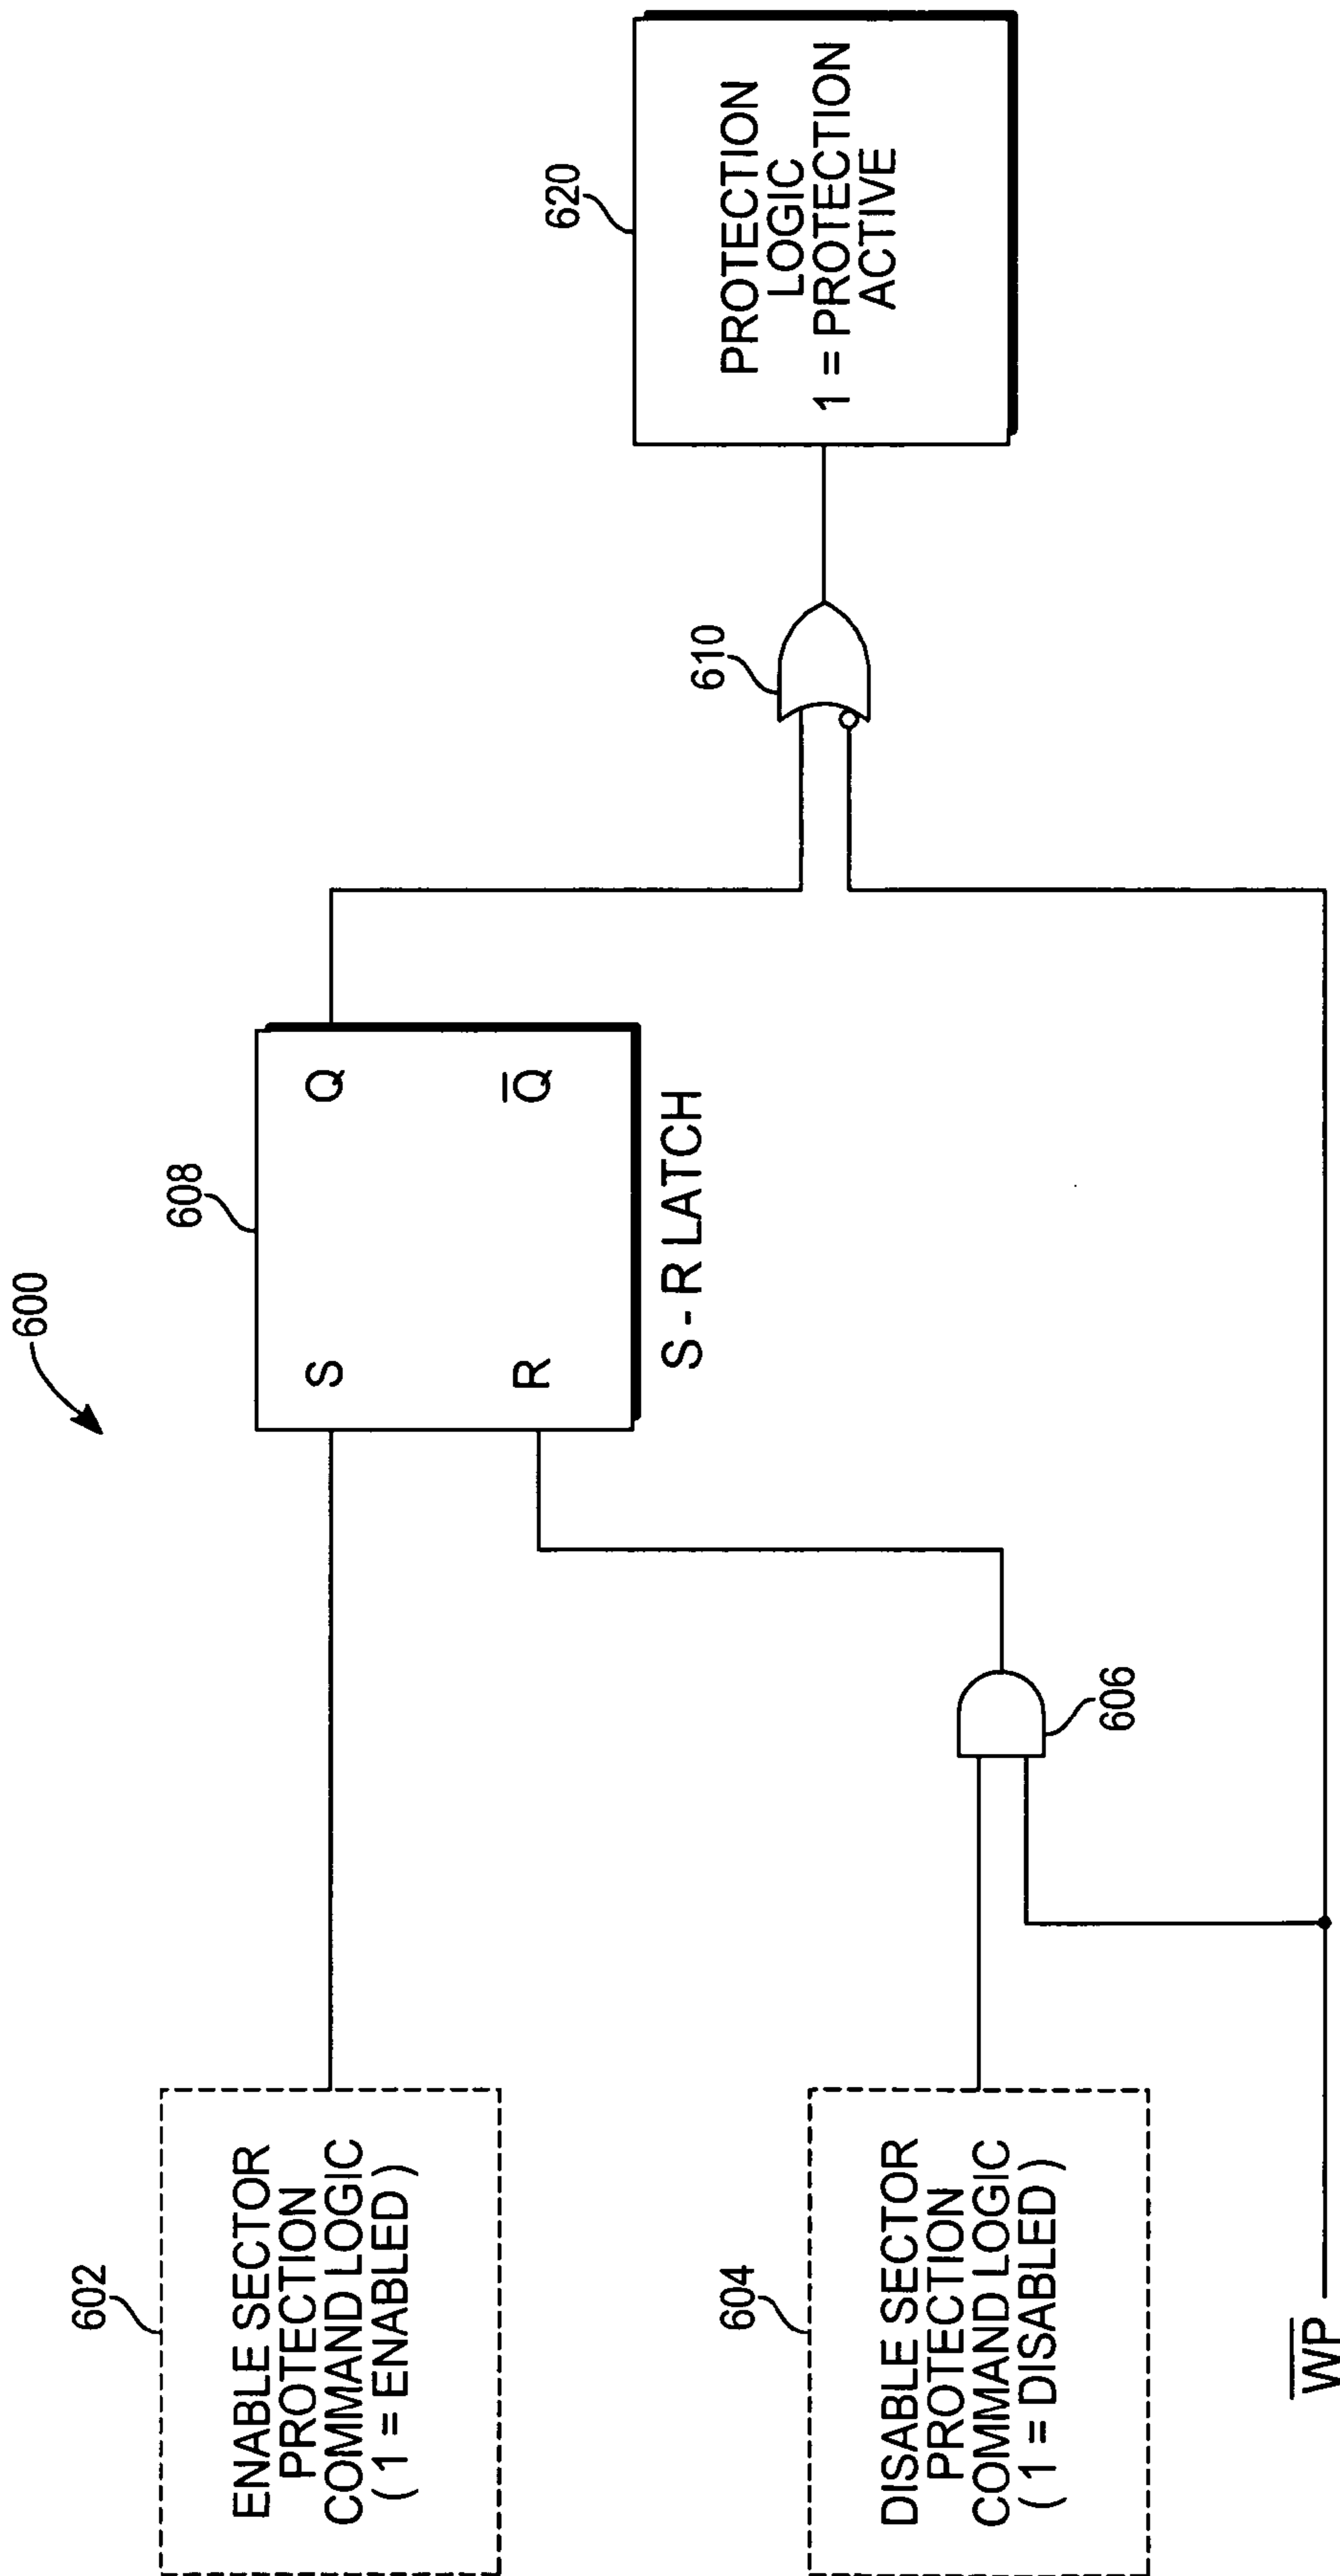 600
602
ENABLE SECTOR
PROTECTION
COMMAND LOGIC
( 1 = ENABLED )
608
S
Q
R
Q̅
S - R LATCH
604
DISABLE SECTOR
PROTECTION
COMMAND LOGIC
( 1 = DISABLED )
606
610
620
PROTECTION
LOGIC
1 = PROTECTION
ACTIVE
W̅P̅